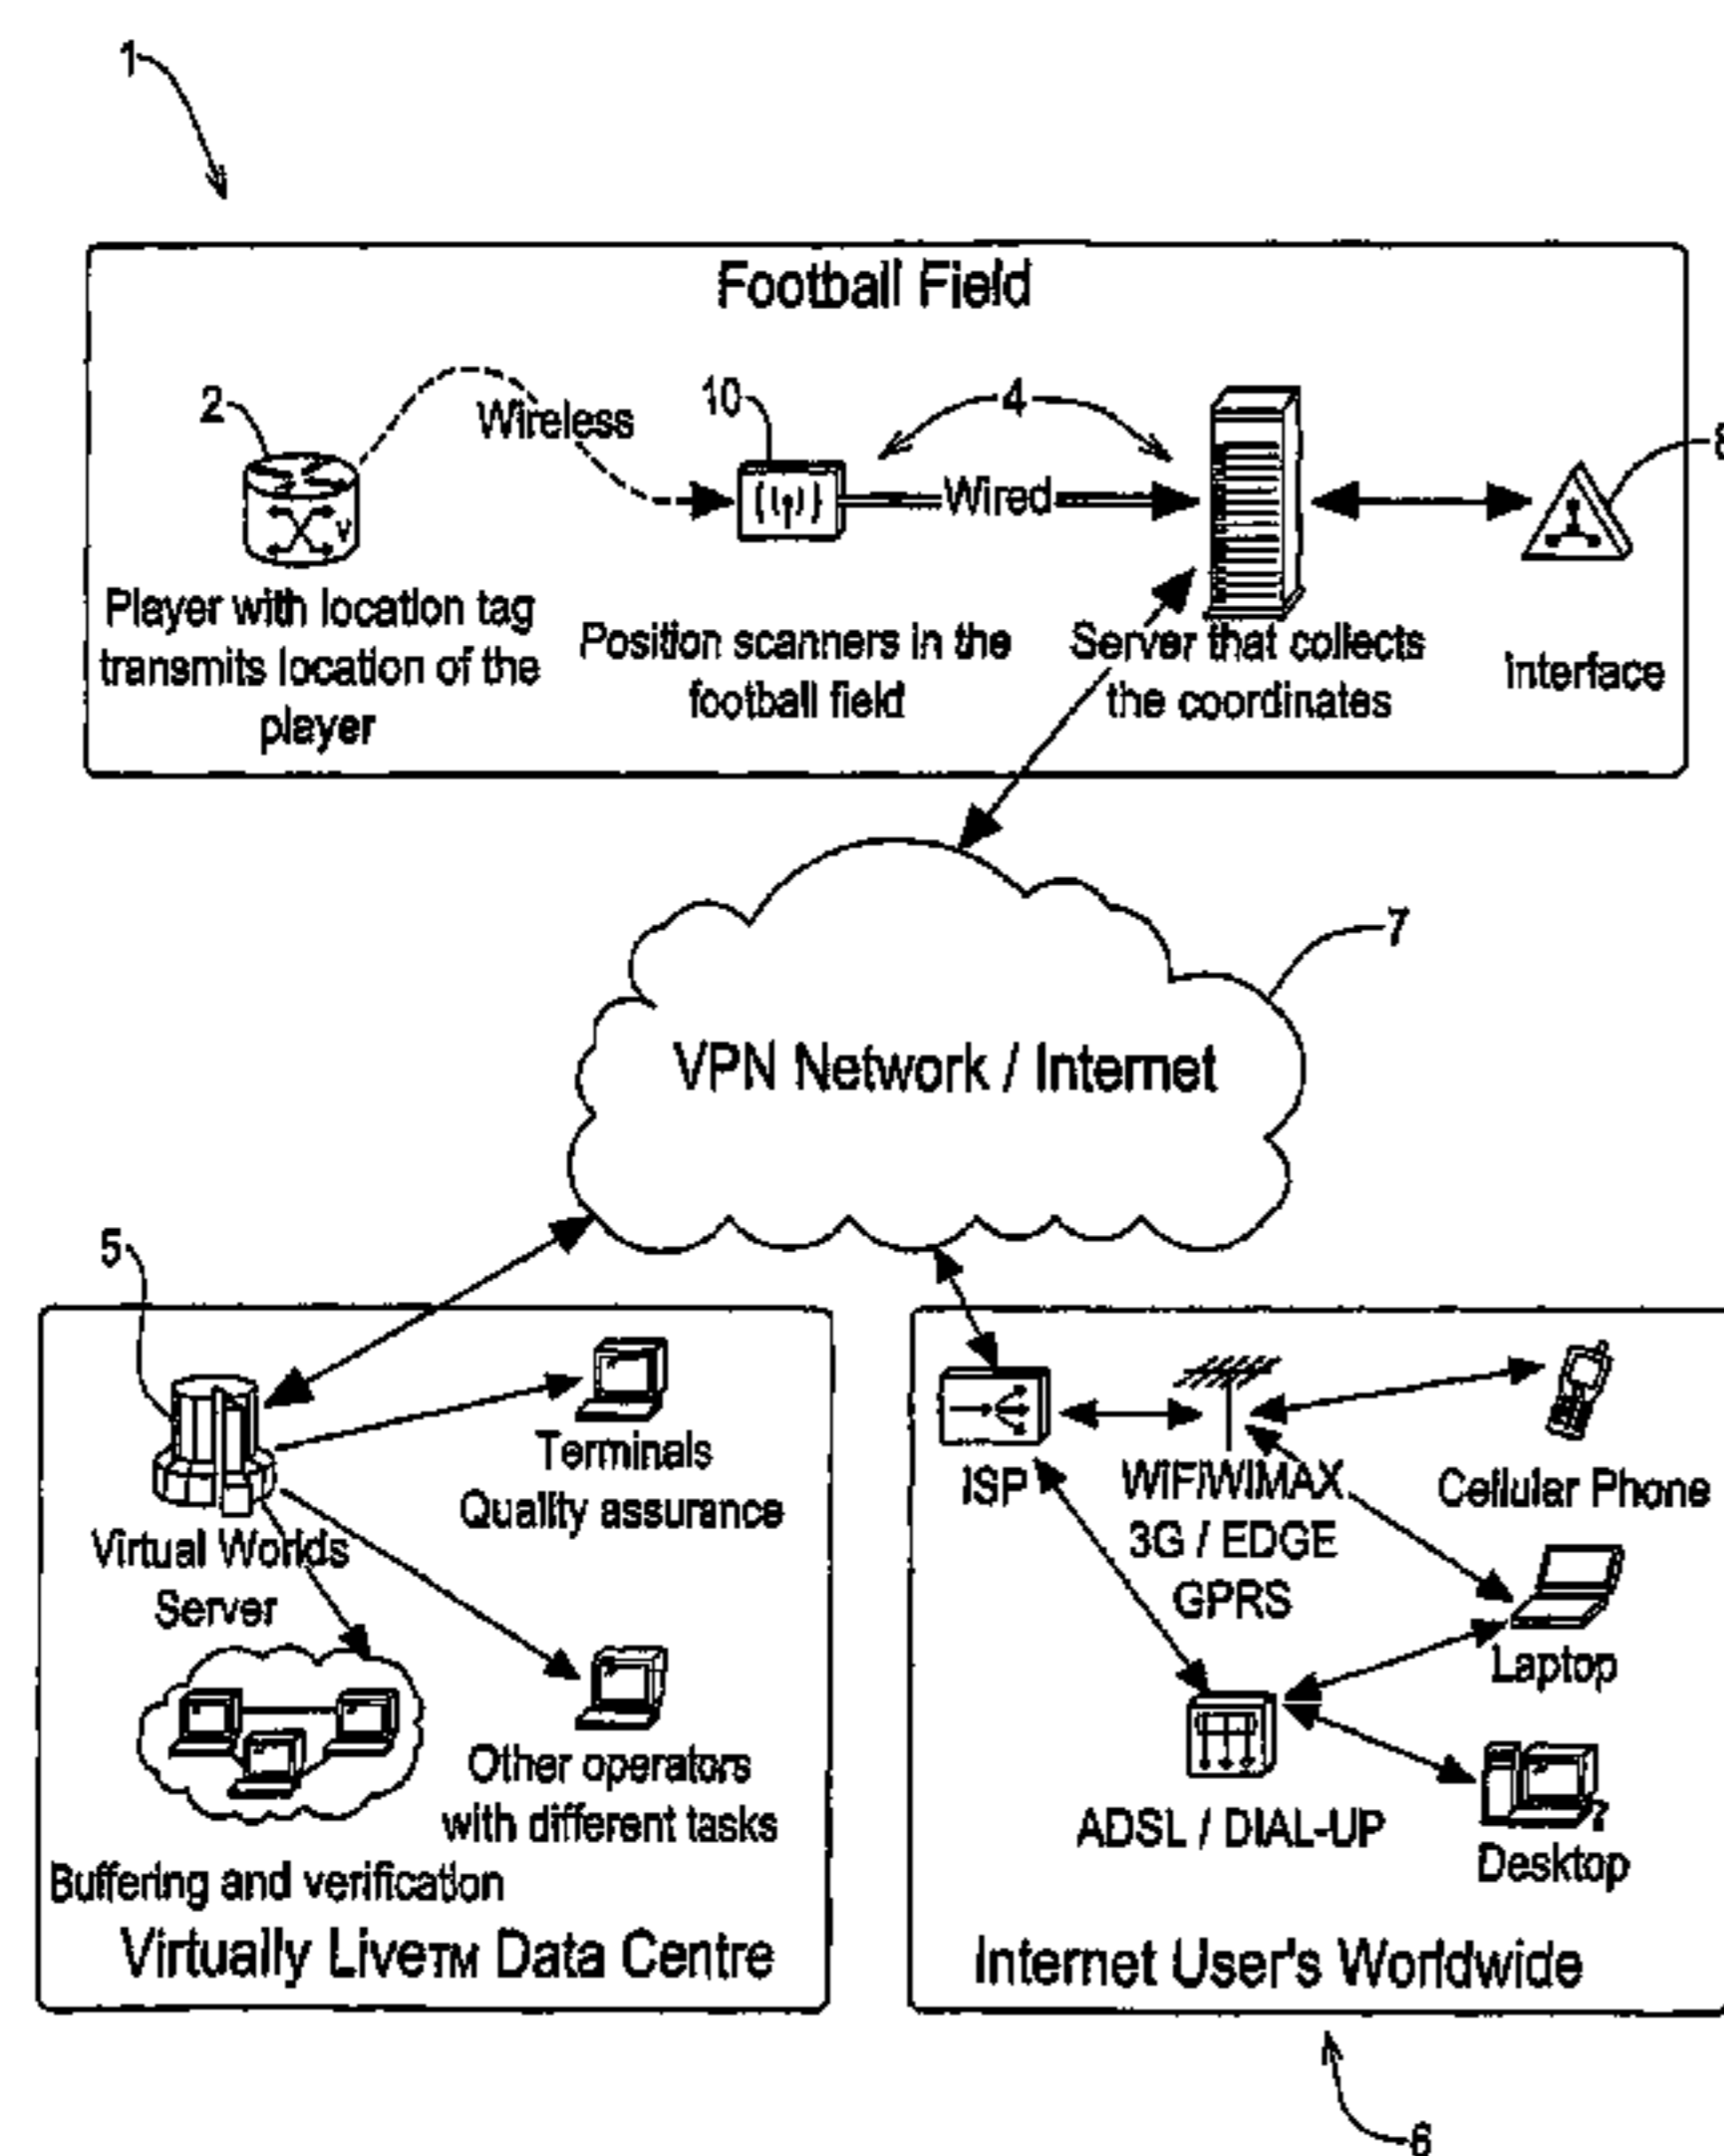 1
Football Field
2
Wireless
10
4
8
Wired
Player with location tag
transmits location of the
player
Position scanners in the
football field
Server that collects
the coordinates
Interface
7
VPN Network / Internet
5
Terminals
Quality assurance
Virtual Worlds
Server
Other operators
with different tasks
Buffering and verification
Virtually Live™ Data Centre
ISP
WIFI/WIMAX
3G / EDGE
GPRS
Cellular Phone
Laptop
ADSL / DIAL-UP
Desktop
Internet User's Worldwide
6